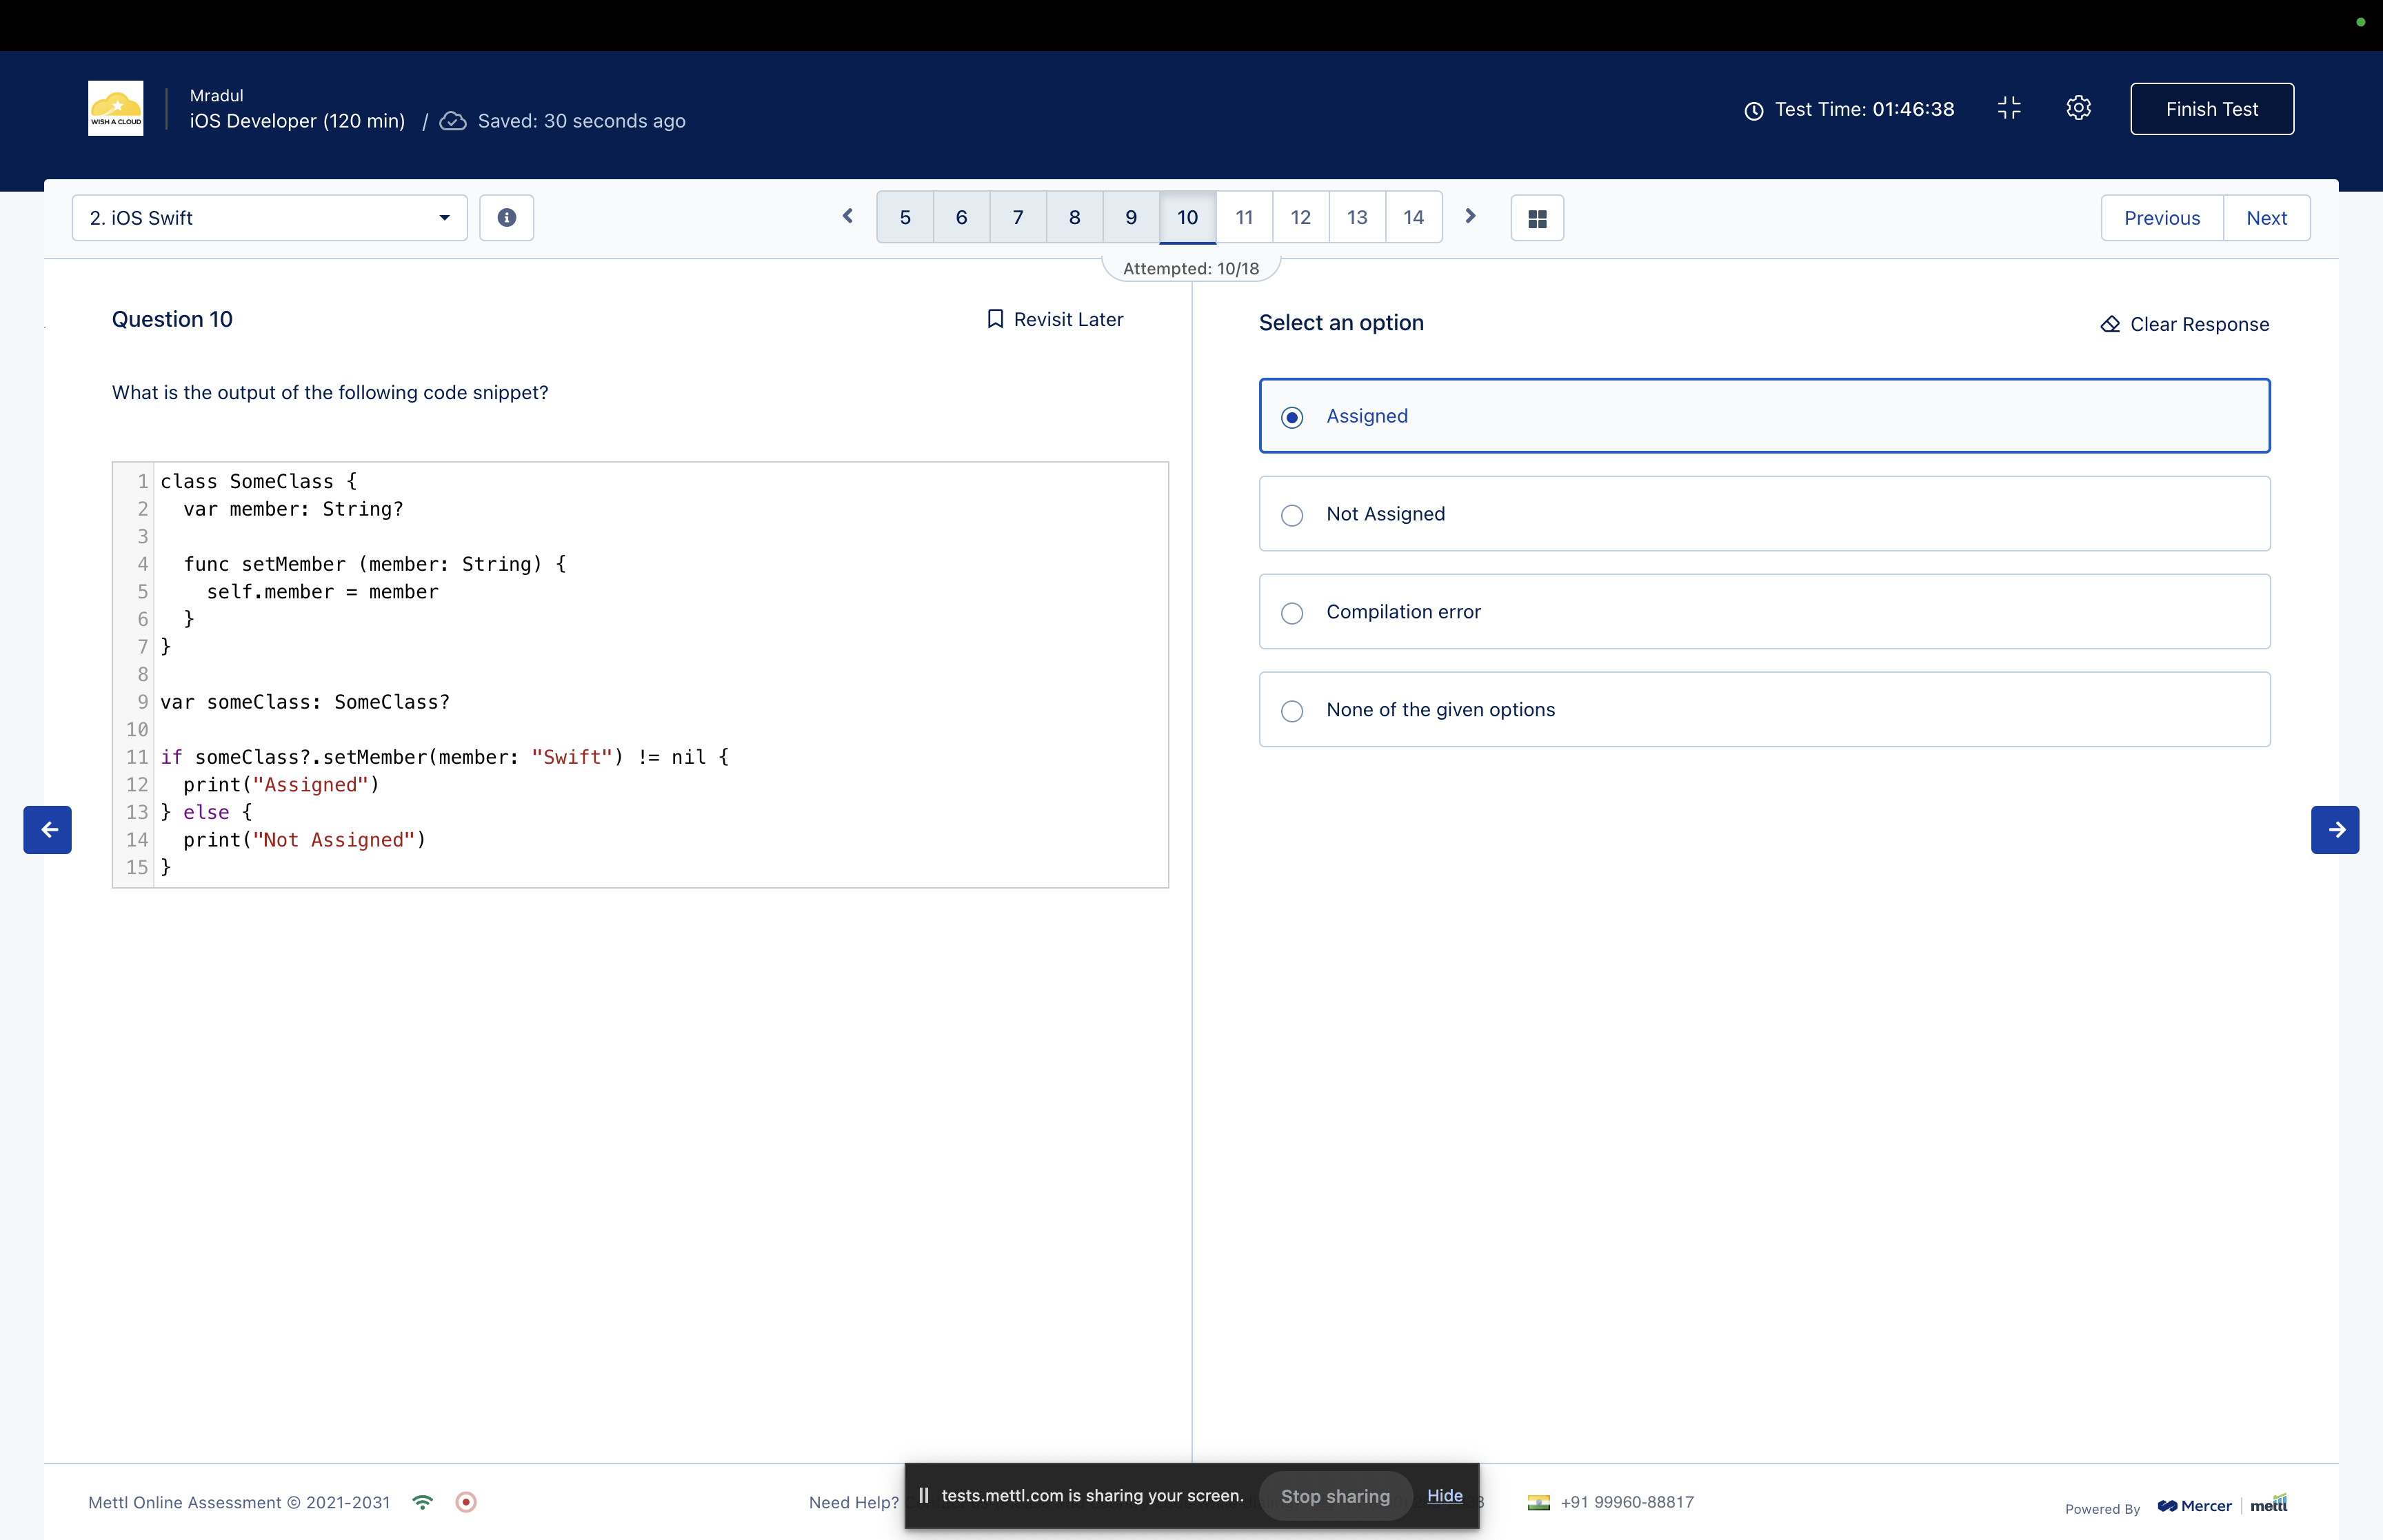 WISH A CLOUD
Mradul
iOS Developer (120 min) / Saved: 30 seconds ago
Test Time: 01:46:38
Finish Test
2. iOS Swift
5 6 7 8 9 10 11 12 13 14
Previous Next
Attempted: 10/18
Question 10
Revisit Later
What is the output of the following code snippet?
1 class SomeClass {
2   var member: String?
3
4   func setMember (member: String) {
5     self.member = member
6   }
7 }
8
9 var someClass: SomeClass?
10
11 if someClass?.setMember(member: "Swift") != nil {
12   print("Assigned")
13 } else {
14   print("Not Assigned")
15 }
Select an option
Clear Response
Assigned
Not Assigned
Compilation error
None of the given options
Mettl Online Assessment © 2021-2031
Need Help?
tests.mettl.com is sharing your screen. Stop sharing Hide
+91 99960-88817
Powered By Mercer | mettl